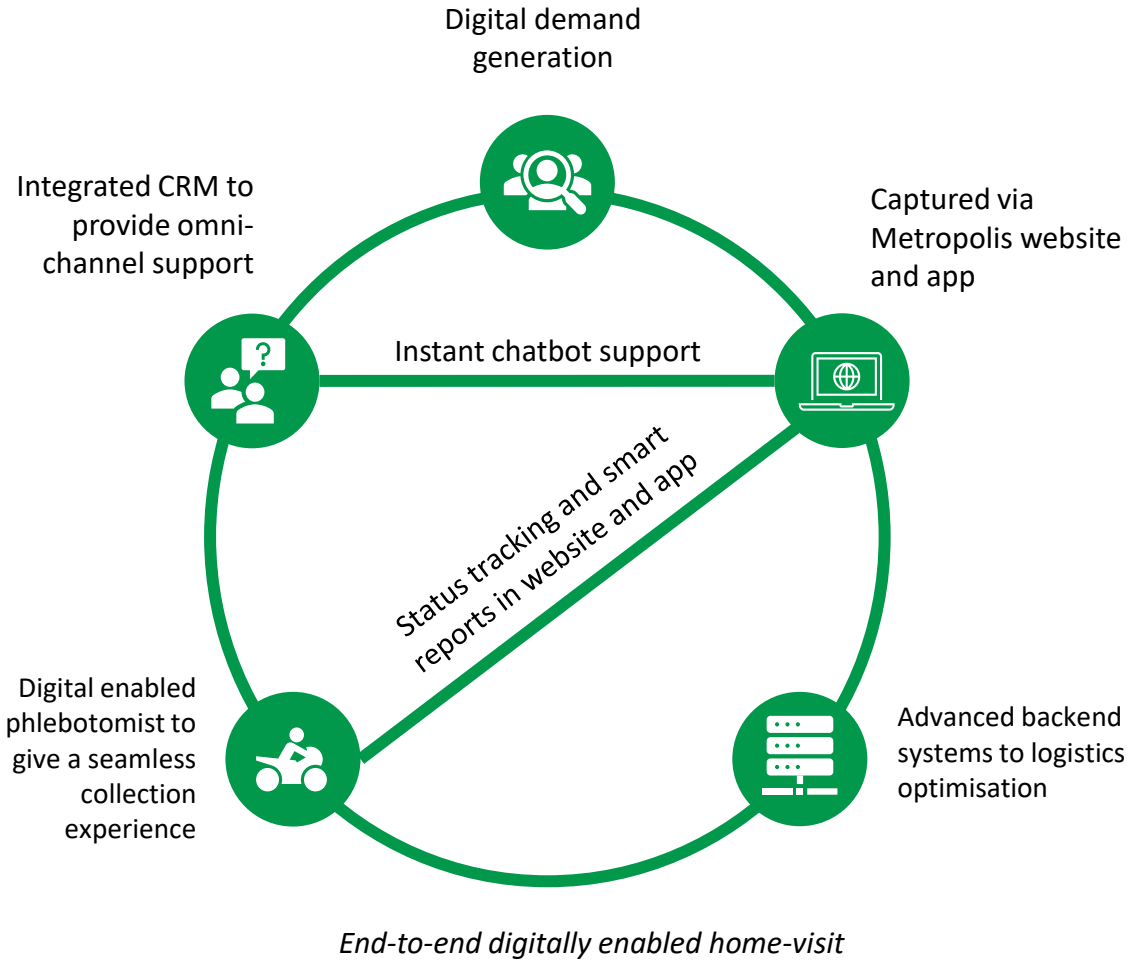 Digital demand
generation
Integrated CRM to
provide omni-
channel support
Captured via
Metropolis website
and app
?
Instant chatbot support
Status tracking and smart
reports in website and app
Digital enabled
phlebotomist to
give a seamless
collection
experience
Advanced backend
systems to logistics
optimisation
End-to-end digitally enabled home-visit